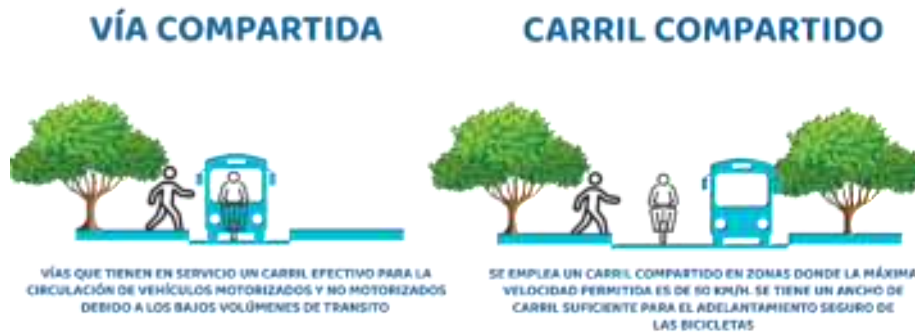 VÍA COMPARTIDA
VÍAS QUE TIENEN EN SERVICIO UN CARRIL EFECTIVO PARA LA
CIRCULACIÓN DE VEHÍCULOS MOTORIZADOS Y NO MOTORIZADOS
DEBIDO A LOS BAJOS VOLÚMENES DE TRANSITO
CARRIL COMPARTIDO
SE EMPLEA UN CARRIL COMPARTIDO EN ZONAS DONDE LA MÁXIMA
VELOCIDAD PERMITIDA ES DE 50 KM/H. SE TIENE UN ANCHO DE
CARRIL SUFICIENTE PARA EL ADELANTAMIENTO SEGURO DE
LAS BICICLETAS